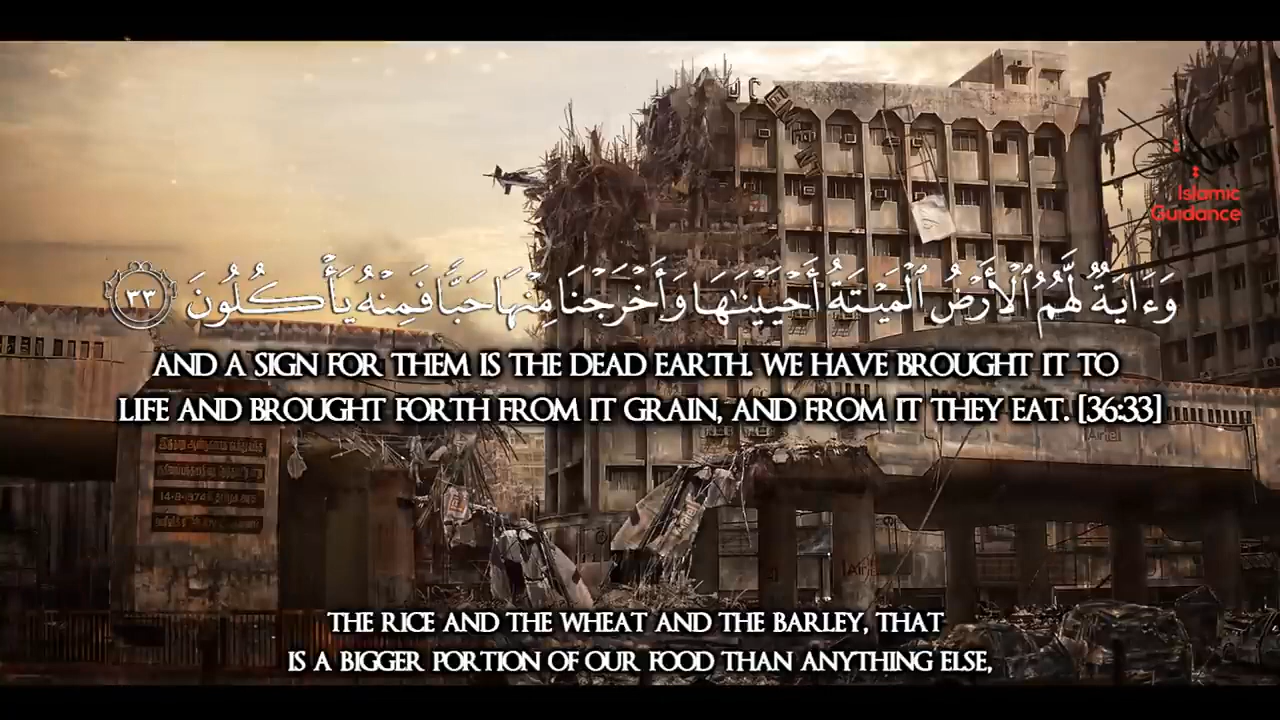 Islamic
Guidance
وَءَايَةٌ لَّهُمُ ٱلْأَرْضُ ٱلْمَيْتَةُ أَحْيَيْنَـٰهَا وَأَخْرَجْنَا مِنْهَا حَبًّا فَمِنْهُ يَأْكُلُونَ ٣٣
AND A SIGN FOR THEM IS THE DEAD EARTH. WE HAVE BROUGHT IT TO
LIFE AND BROUGHT FORTH FROM IT GRAIN, AND FROM IT THEY EAT. [36:33]
Airtel
14-8-1974
Airtel
Airtel
THE RICE AND THE WHEAT AND THE BARLEY, THAT
IS A BIGGER PORTION OF OUR FOOD THAN ANYTHING ELSE,